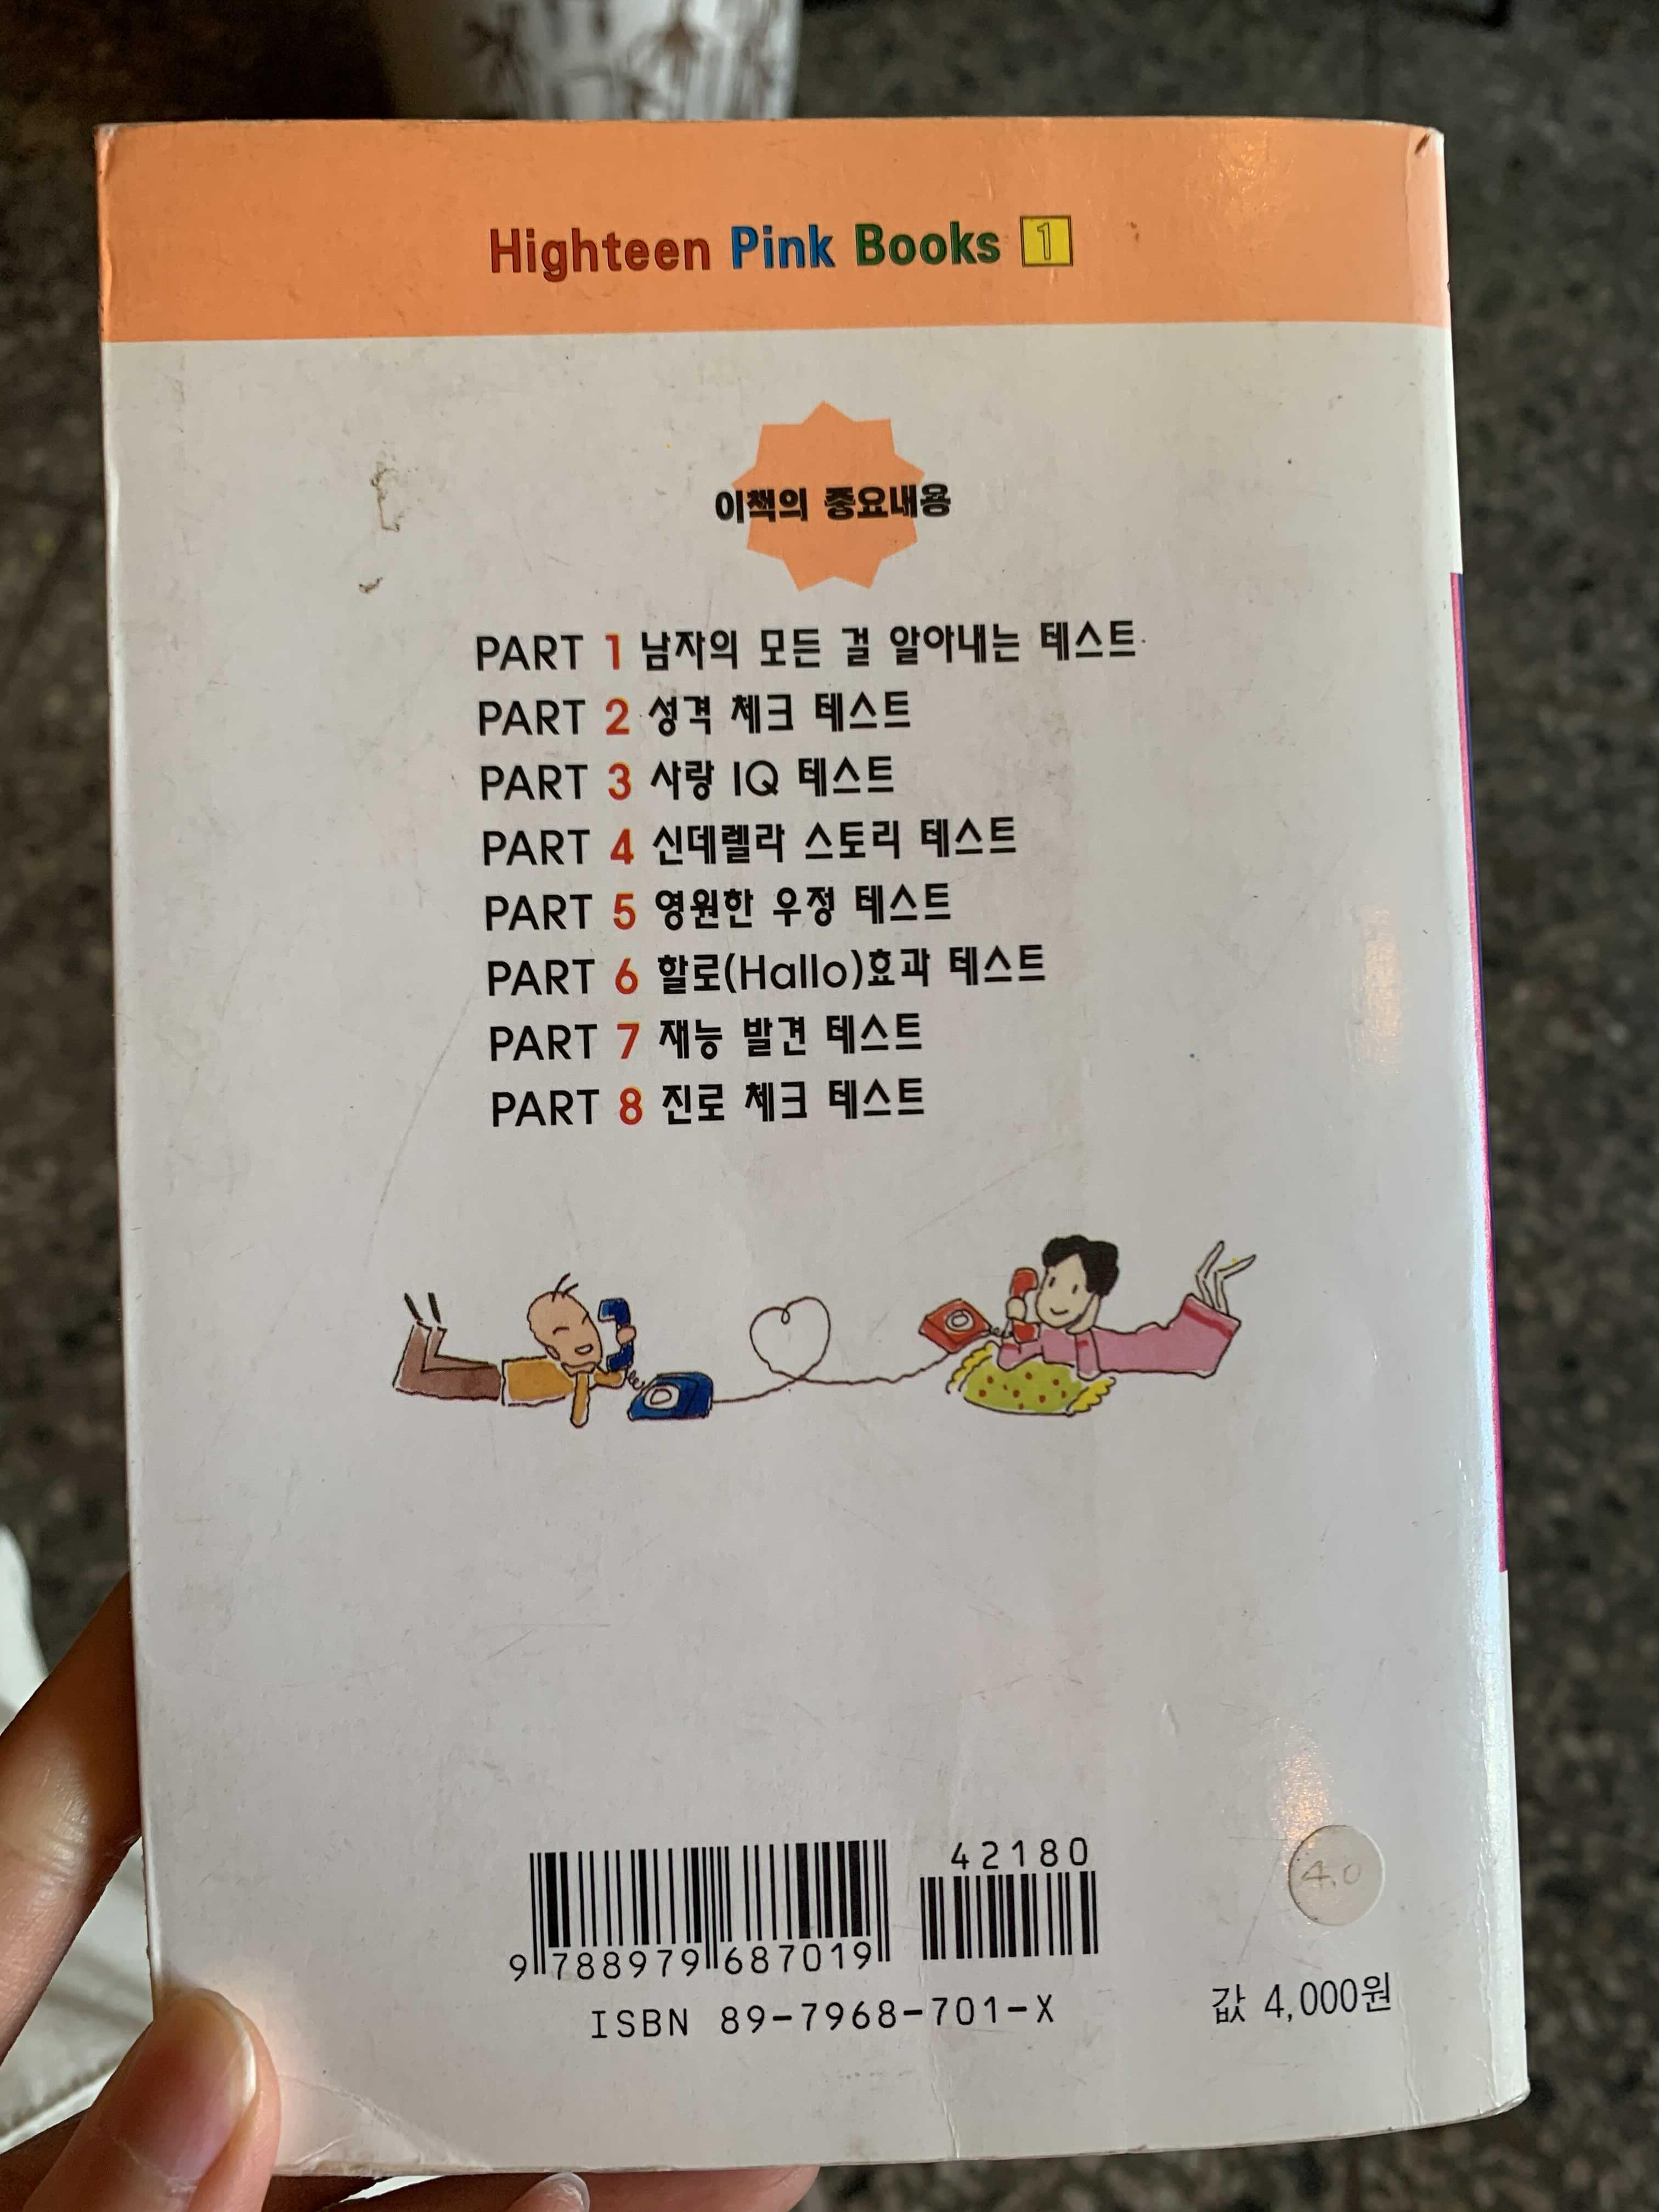 Highteen Pink Books 1
이책의 중요내용
PART 1 남자의 모든 걸 알아내는 테스트
PART 2 성격 체크 테스트
PART 3 사랑 IQ 테스트
PART 4 신데렐라 스토리 테스트
PART 5 영원한 우정 테스트
PART 6 할로(Hallo)효과 테스트
PART 7 재능 발견 테스트
PART 8 진로 체크 테스트
42180
4.0
9 788979 687019
ISBN 89-7968-701-X
값 4,000원